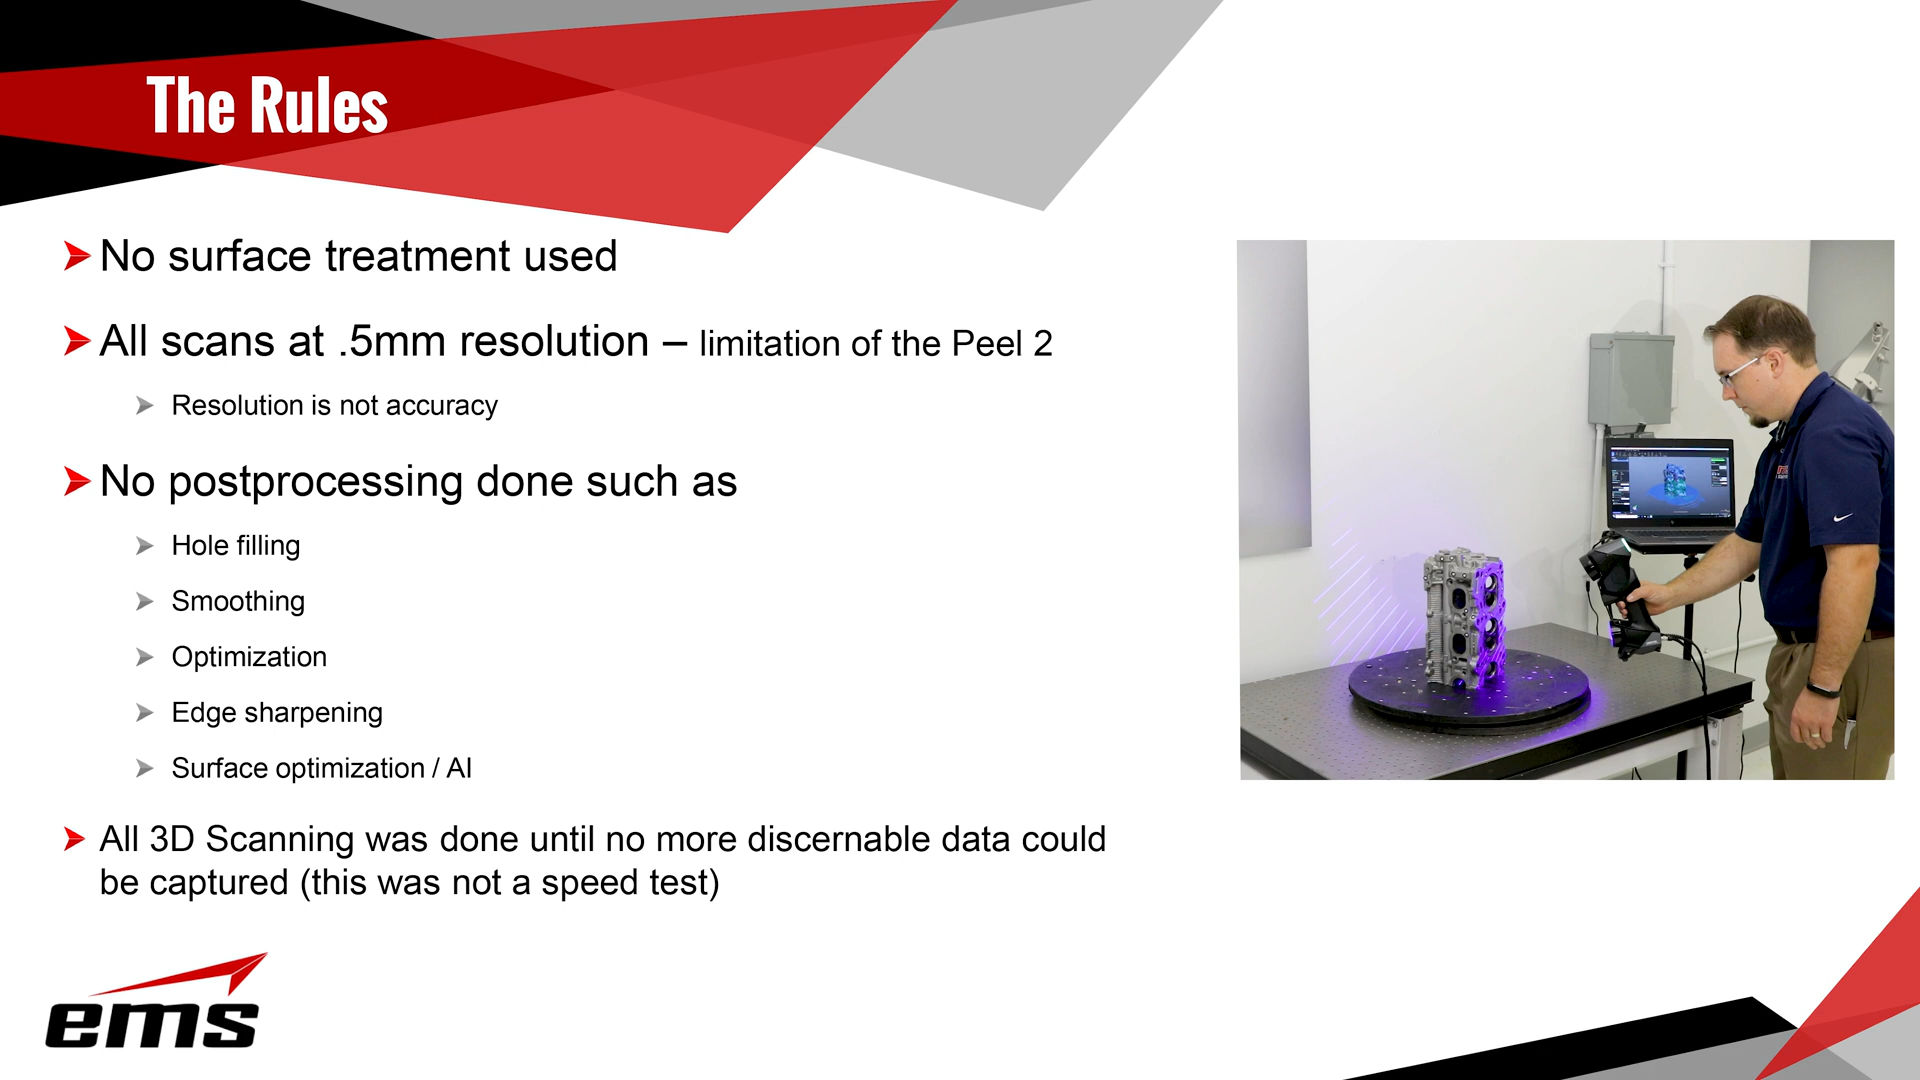 The Rules
No surface treatment used
All scans at .5mm resolution – limitation of the Peel 2
Resolution is not accuracy
No postprocessing done such as
Hole filling
Smoothing
Optimization
Edge sharpening
Surface optimization / AI
All 3D Scanning was done until no more discernable data could
be captured (this was not a speed test)
ems